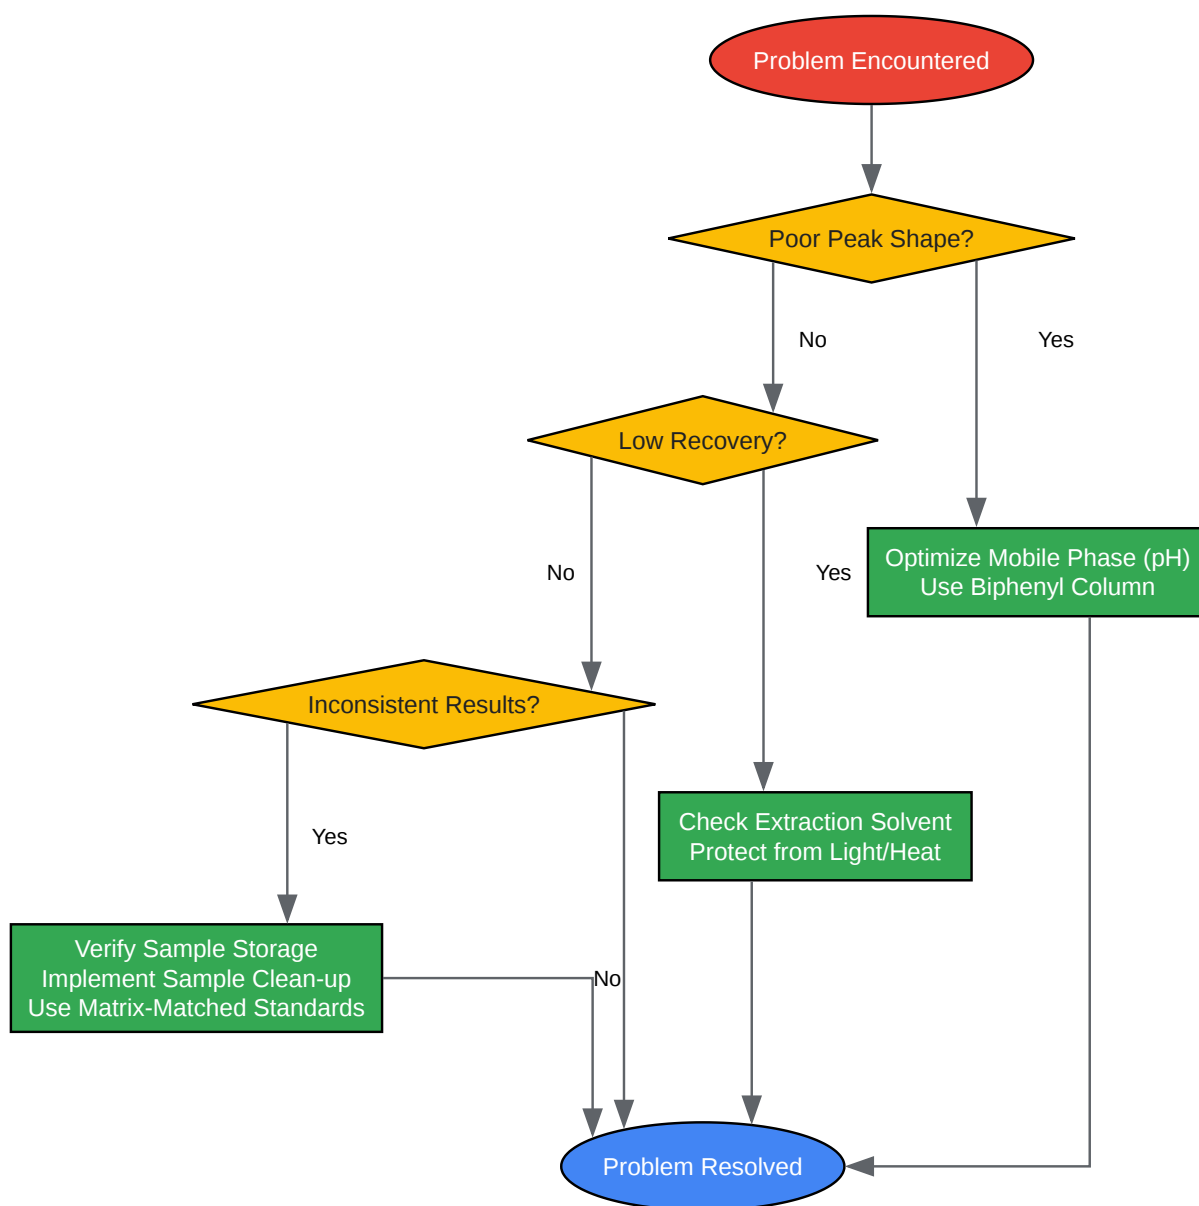 Problem Encountered
Poor Peak Shape?
No
Yes
Low Recovery?
Optimize Mobile Phase (pH)
Use Biphenyl Column
No
Yes
Inconsistent Results?
Check Extraction Solvent
Protect from Light/Heat
Yes
Verify Sample Storage
Implement Sample Clean-up
Use Matrix-Matched Standards
No
Problem Resolved